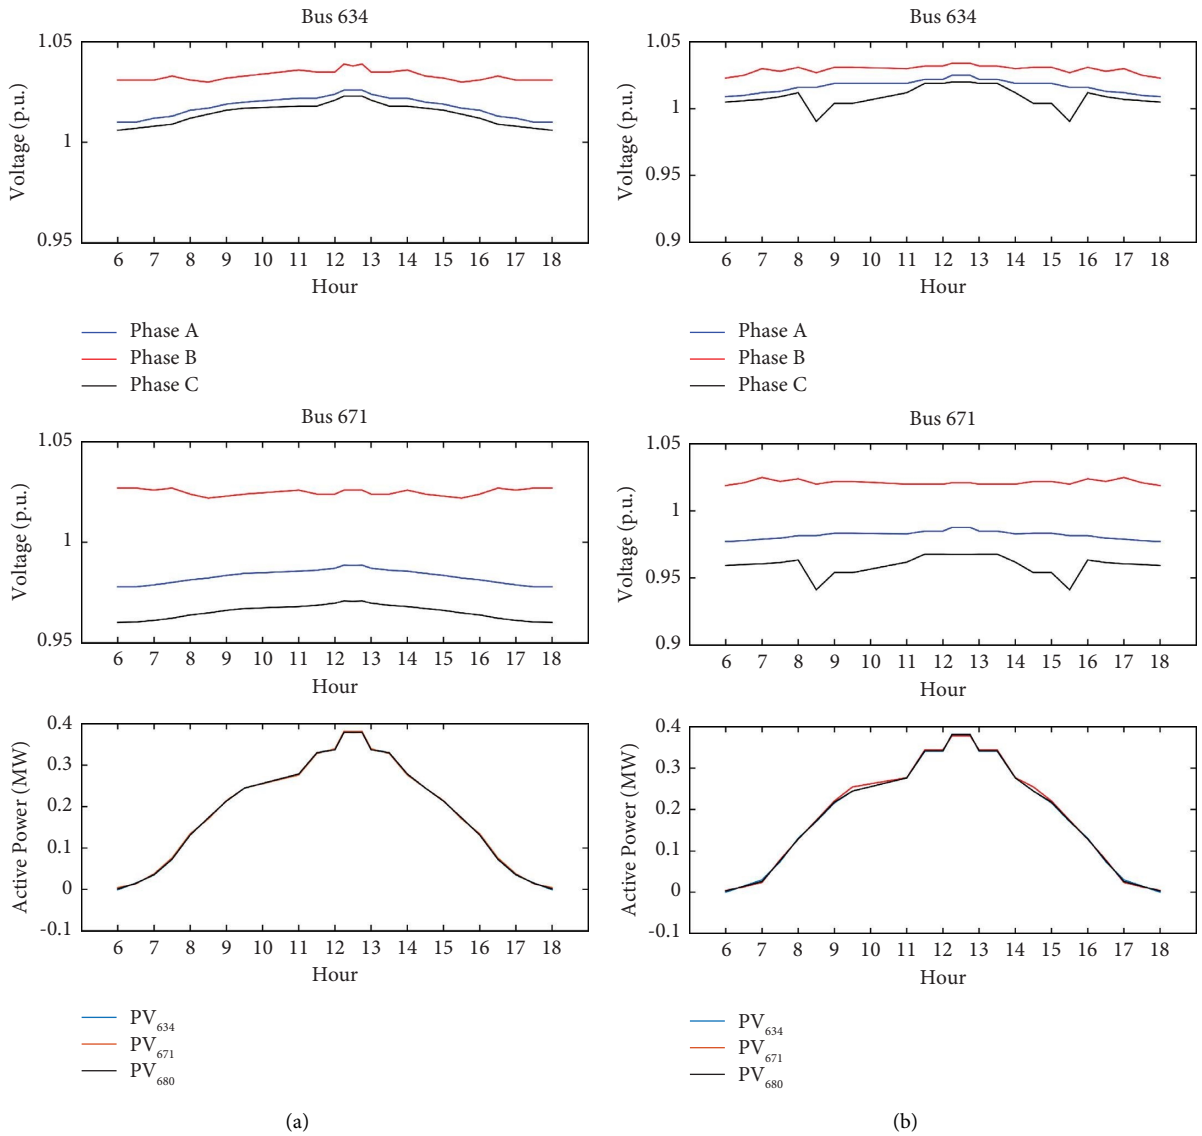 Bus 634
1.05
1
0.95
Voltage (p.u.)
6 7 8 9 10 11 12 13 14 15 16 17 18
Hour
Phase A
Phase B
Phase C
Bus 671
1.05
1
0.95
Voltage (p.u.)
6 7 8 9 10 11 12 13 14 15 16 17 18
Hour
0.4
0.3
0.2
0.1
0
-0.1
Active Power (MW)
6 7 8 9 10 11 12 13 14 15 16 17 18
Hour
PV634
PV671
PV680
(a)
Bus 634
1.05
1
0.95
0.9
Voltage (p.u.)
6 7 8 9 10 11 12 13 14 15 16 17 18
Hour
Phase A
Phase B
Phase C
Bus 671
1.05
1
0.95
0.9
Voltage (p.u.)
6 7 8 9 10 11 12 13 14 15 16 17 18
Hour
0.4
0.3
0.2
0.1
0
-0.1
Active Power (MW)
6 7 8 9 10 11 12 13 14 15 16 17 18
Hour
PV634
PV671
PV680
(b)